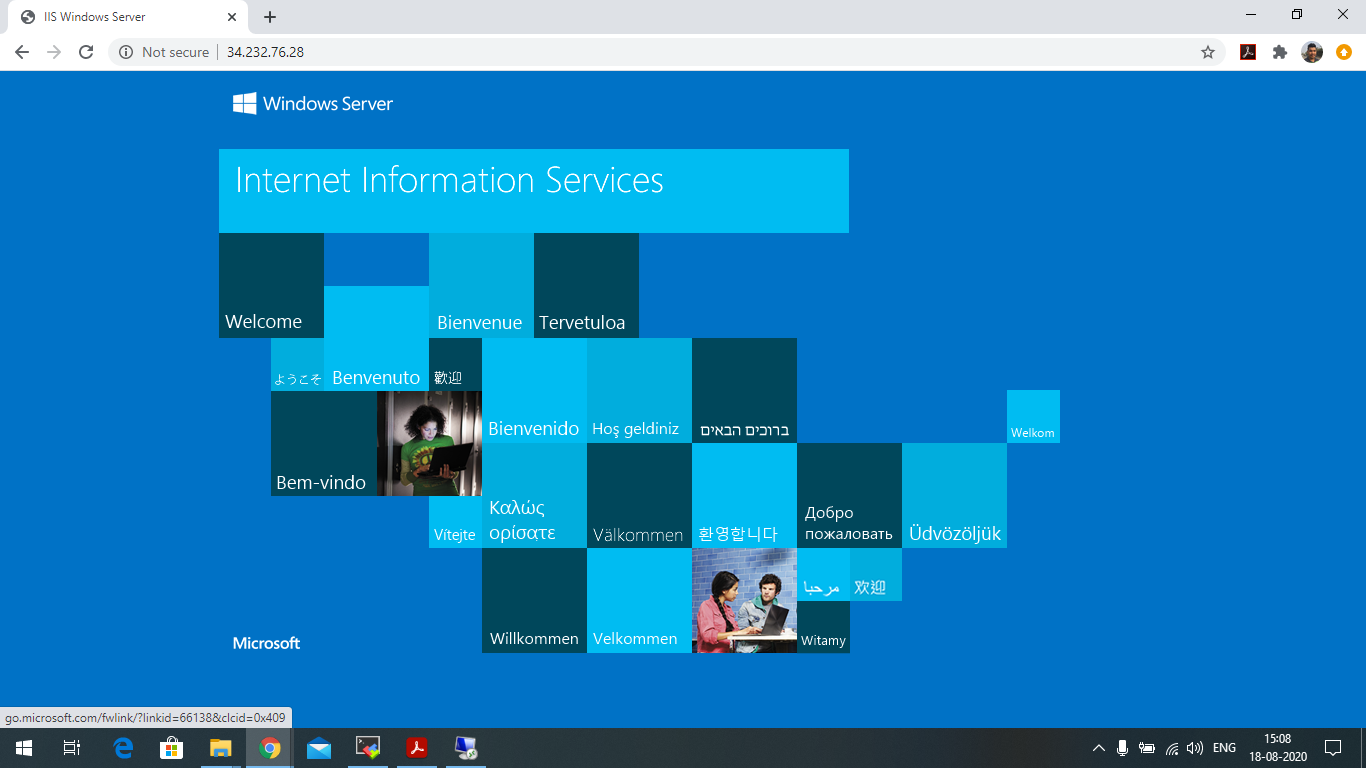 IIS Windows Server
Not secure
34.232.76.28
Windows Server
Internet Information Services
Welcome
Bienvenue
Tervetuloa
ようこそ
Benvenuto
歡迎
Bienvenido
Hoş geldiniz
ברוכים הבאים
Welkom
Bem-vindo
Vítejte
Καλώς
ορίσατε
Välkommen
환영합니다
Добро
пожаловать
Üdvözöljük
Willkommen
Velkommen
مرحبا
欢迎
Witamy
Microsoft
go.microsoft.com/fwlink/?linkid=66138&clcid=0x409
ENG
15:08
18-08-2020